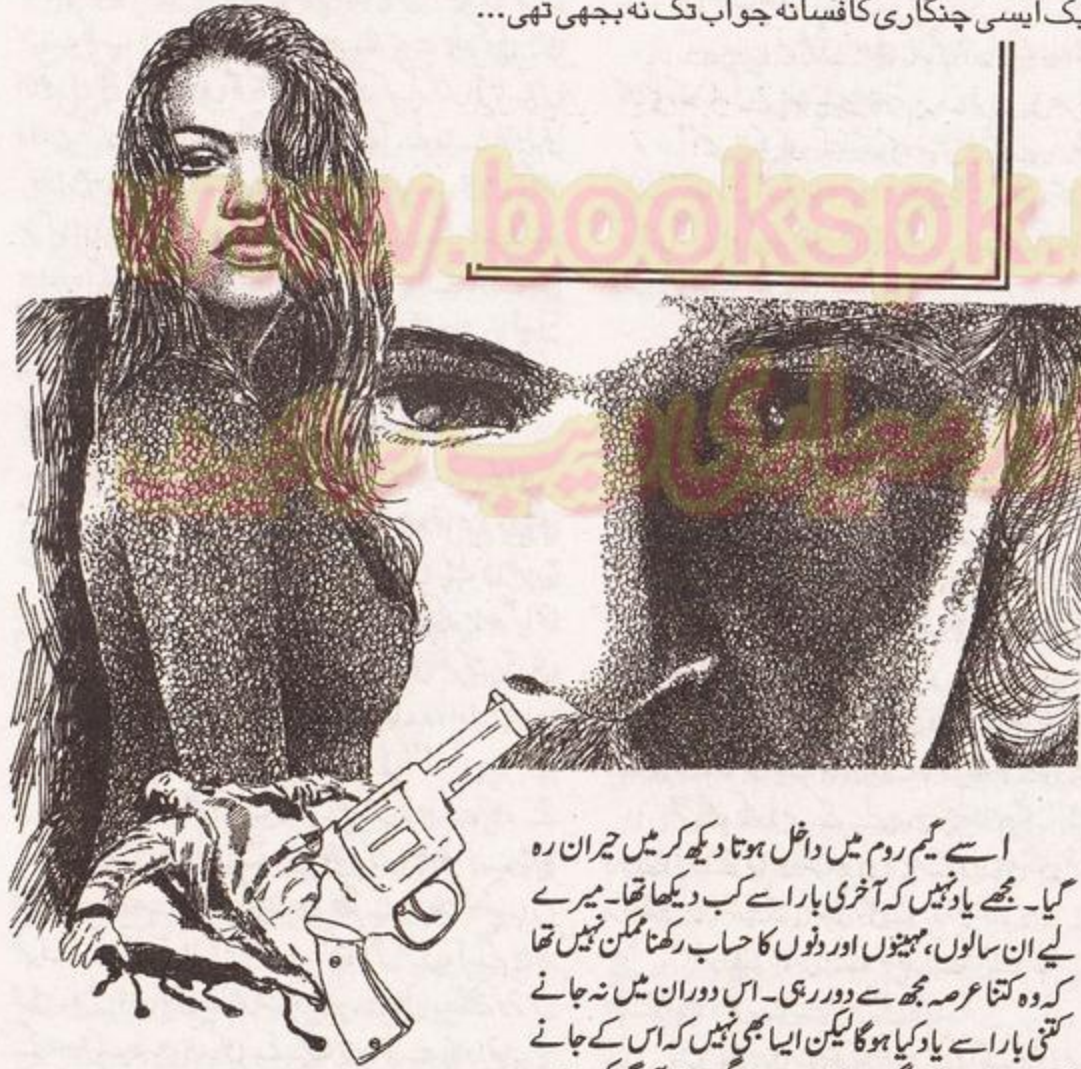 ایک ایسی چنگاری کا فسانہ جو اب تک نہ بجھی تھی...
www.bookspk.
اسے گیم روم میں داخل ہوتا دیکھ کر میں حیران رہ
گیا۔ مجھے یاد نہیں کہ آخری بار اسے کب دیکھا تھا۔ میرے
لیے ان سالوں، مہینوں اور دنوں کا حساب رکھنا ممکن نہیں تھا
کہ وہ کتنا عرصہ مجھ سے دور رہی۔ اس دوران میں نہ جانے
کتنی بار اسے یاد کیا ہوگا لیکن ایسا بھی نہیں کہ اس کے جانے